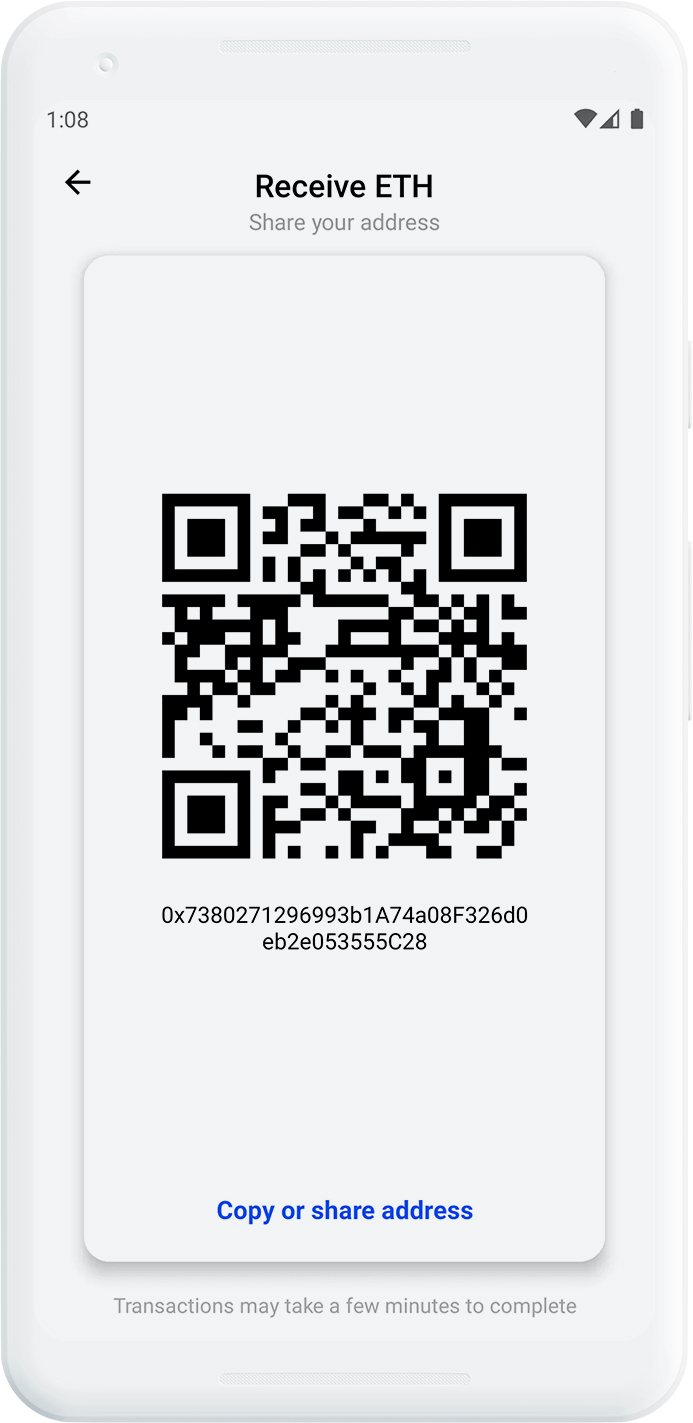 1:08
Receive ETH
Share your address
0x7380271296993b1A74a08F326d0
eb2e053555C28
Copy or share address
Transactions may take a few minutes to complete